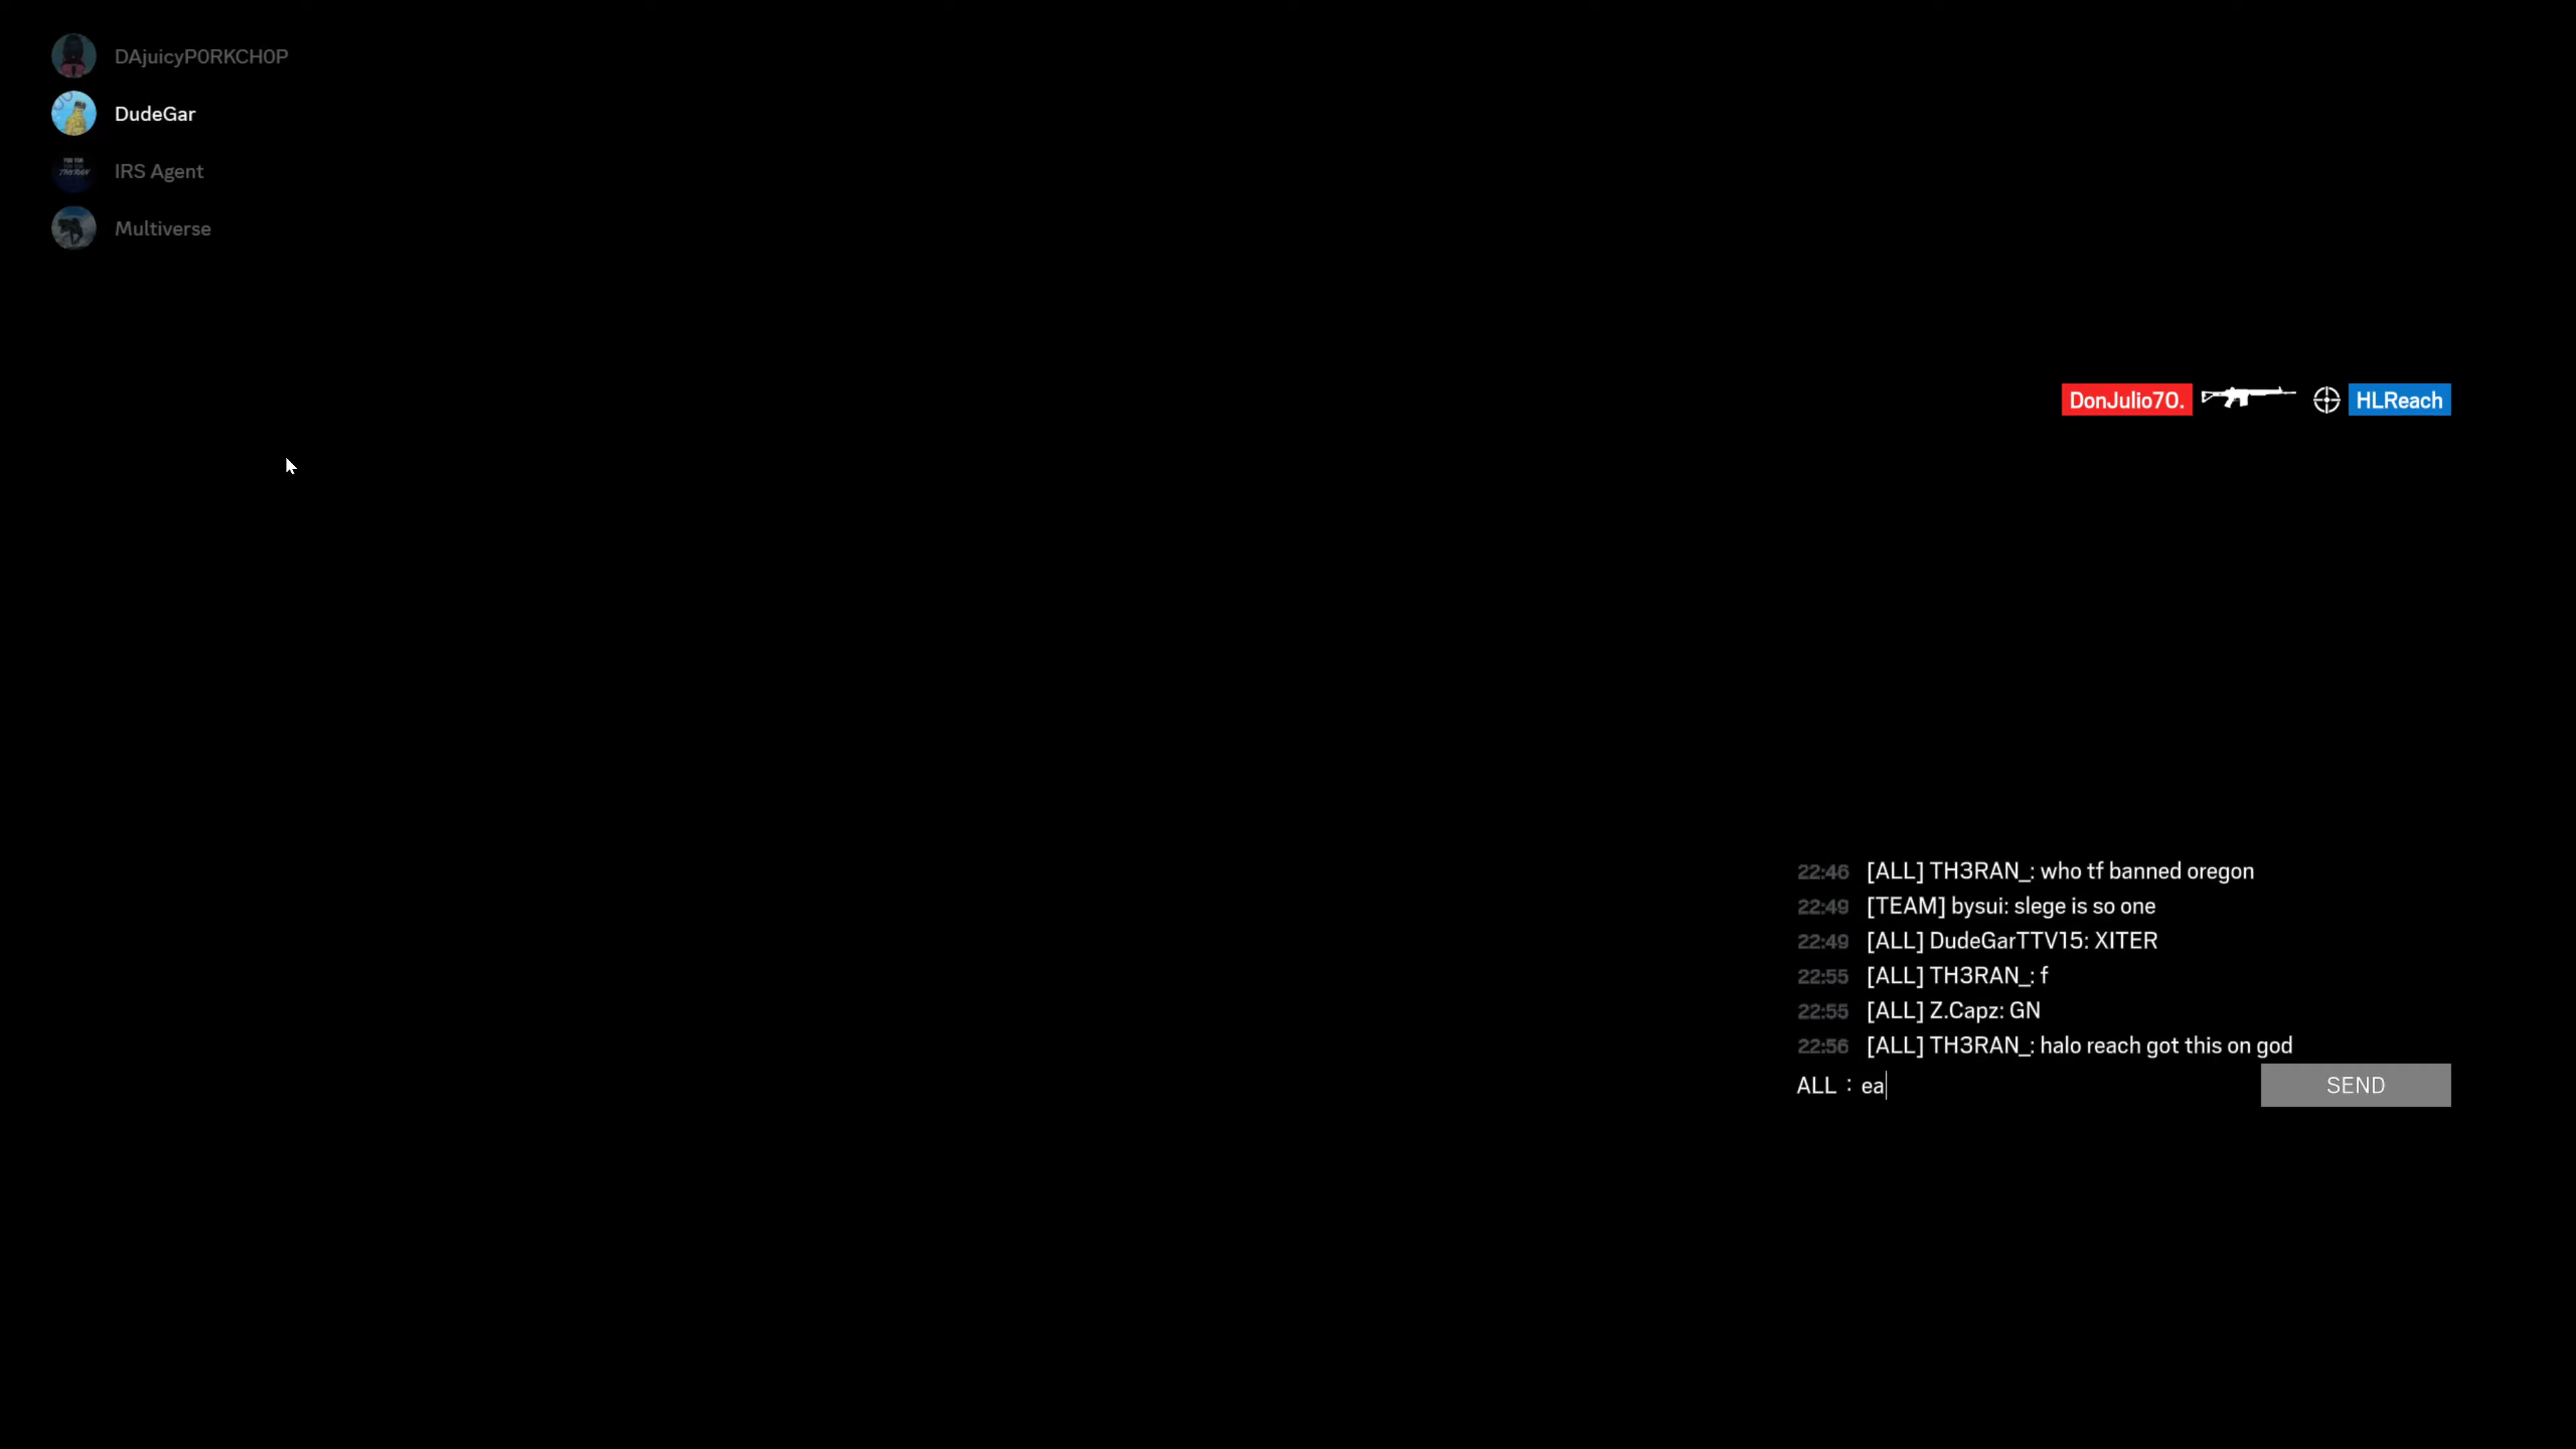 DAjuicyP0RKCH0P
DudeGar
IRS Agent
Multiverse
DonJulio70. HLReach
22:46 [ALL] TH3RAN_: who tf banned oregon
22:49 [TEAM] bysui: slege is so one
22:49 [ALL] DudeGarTTV15: XITER
22:55 [ALL] TH3RAN_: f
22:55 [ALL] Z.Capz: GN
22:56 [ALL] TH3RAN_: halo reach got this on god
ALL : ea
SEND